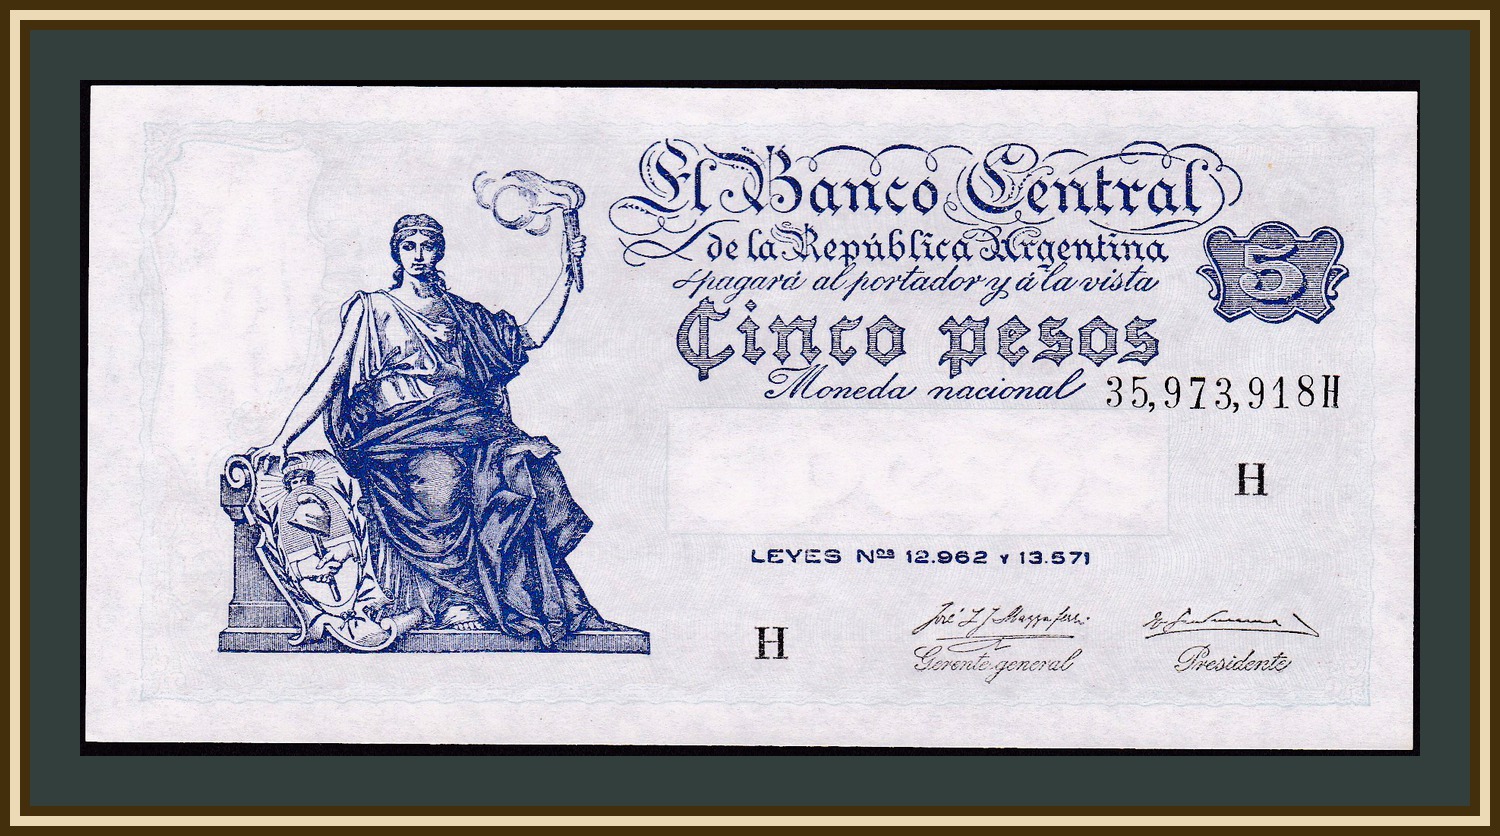 El Banco Central
de la República Argentina
pagará al portador y á la vista
5
Cinco pesos
Moneda nacional
35,973,918H
H
LEYES Nos 12.962 Y 13.571
H
Gerente general
Presidente